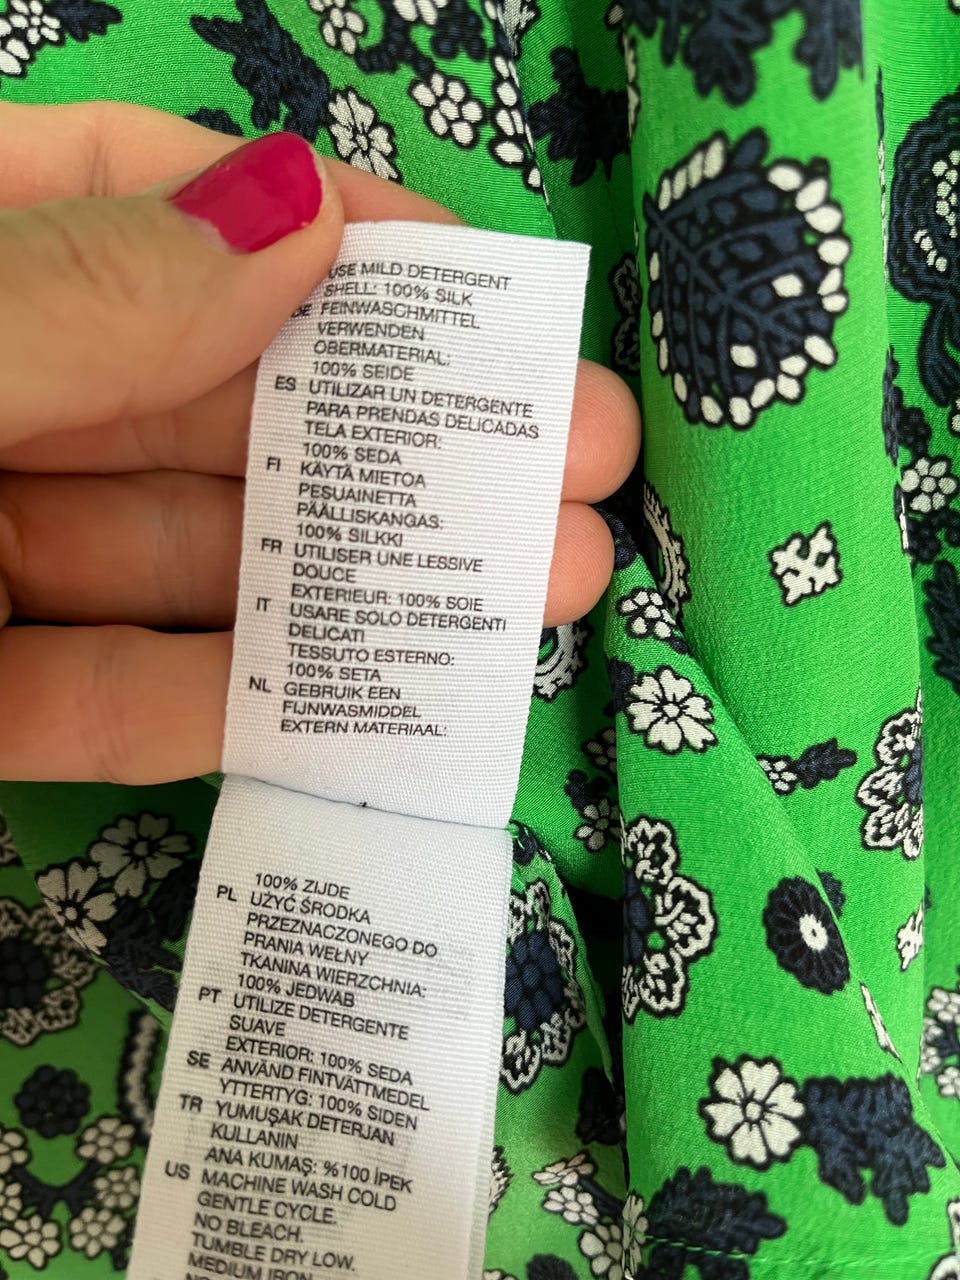 USE MILD DETERGENT
SHELL: 100% SILK
DE FEINWASCHMITTEL
VERWENDEN
OBERMATERIAL:
100% SEIDE
ES UTILIZAR UN DETERGENTE
PARA PRENDAS DELICADAS
TELA EXTERIOR:
100% SEDA
FI KÄYTÄ MIETOA
PESUAINETTA
PÄÄLLISKANGAS:
100% SILKKI
FR UTILISER UNE LESSIVE
DOUCE
EXTERIEUR: 100% SOIE
IT USARE SOLO DETERGENTI
DELICATI
TESSUTO ESTERNO:
100% SETA
NL GEBRUIK EEN
FIJNWASMIDDEL
EXTERN MATERIAAL:
100% ZIJDE
PL UŻYĆ ŚRODKA
PRZEZNACZONEGO DO
PRANIA WEŁNY
TKANINA WIERZCHNIA:
100% JEDWAB
PT UTILIZE DETERGENTE
SUAVE
EXTERIOR: 100% SEDA
SE ANVÄND FINTVÄTTMEDEL
YTTERTYG: 100% SIDEN
TR YUMUŞAK DETERJAN
KULLANIN
ANA KUMAŞ: %100 İPEK
US MACHINE WASH COLD
GENTLE CYCLE.
NO BLEACH.
TUMBLE DRY LOW.
MEDIUM IRON